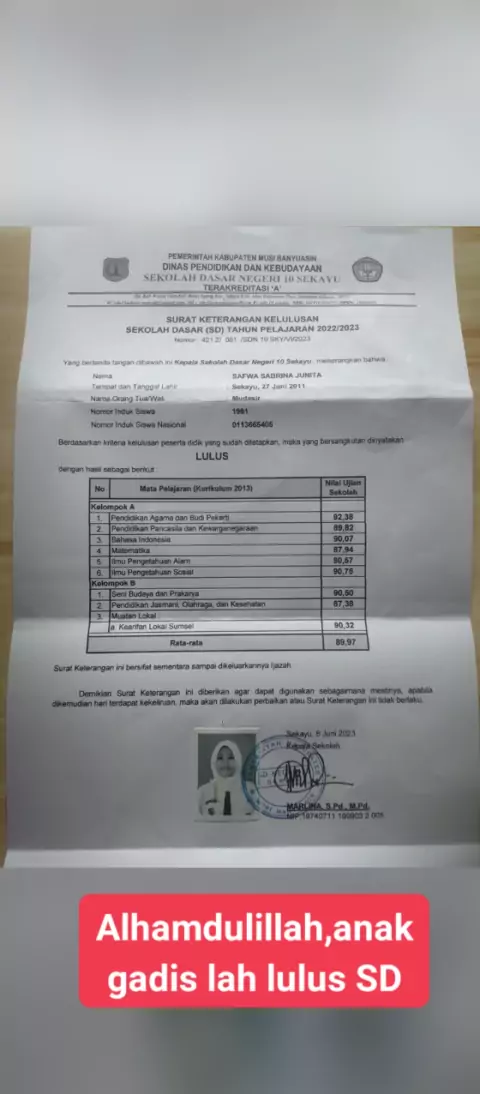 PEMERINTAH KABUPATEN MUSI BANYUASIN
DINAS PENDIDIKAN DAN KEBUDAYAAN
SEKOLAH DASAR NEGERI 10 SEKAYU
TERAKREDITASI 'A'
SURAT KETERANGAN KELULUSAN
SEKOLAH DASAR (SD) TAHUN PELAJARAN 2022/2023
Nomor
Yang bertanda tangan dibawah ini Kepala Sekolah Dasar Negeri 10 Sekayu, menerangkan bahwa :
Nama : SAFWA SABRINA JUNITA
Tempat dan Tanggal Lahir : Sekayu, 27 Juni 2011
Nama Orang Tua/Wali : Mudasir
Nomor Induk Siswa : 1981
Nomor Induk Siswa Nasional : 0113665405
Berdasarkan kriteria kelulusan peserta didik yang sudah ditetapkan, maka yang bersangkutan dinyatakan
LULUS
dengan hasil sebagai berikut :
No Mata Pelajaran (Kurikulum 2013) Nilai Ujian Sekolah
Kelompok A
1. Pendidikan Agama dan Budi Pekerti 92,38
2. Pendidikan Pancasila dan Kewarganegaraan 89,82
3. Bahasa Indonesia 90,07
4. Matematika 87,94
5. Ilmu Pengetahuan Alam 90,57
6. Ilmu Pengetahuan Sosial 90,75
Kelompok B
1. Seni Budaya dan Prakarya 90,50
2. Pendidikan Jasmani, Olahraga, dan Kesehatan 87,38
3. Muatan Lokal :
a. Kearifan Lokal Sumsel 90,32
Rata-rata 89,97
Surat Keterangan ini bersifat sementara sampai dikeluarkannya Ijazah
Demikian Surat Keterangan ini diberikan agar dapat digunakan sebagaimana mestinya, apabila
dikemudian hari terdapat kekeliruan, maka akan dilakukan perbaikan atau Surat Keterangan ini tidak berlaku.
Sekayu, 8 Juni 2023
Kepala Sekolah
MARLINA, S.Pd., M.Pd.
NIP
Alhamdulillah,anak
gadis lah lulus SD